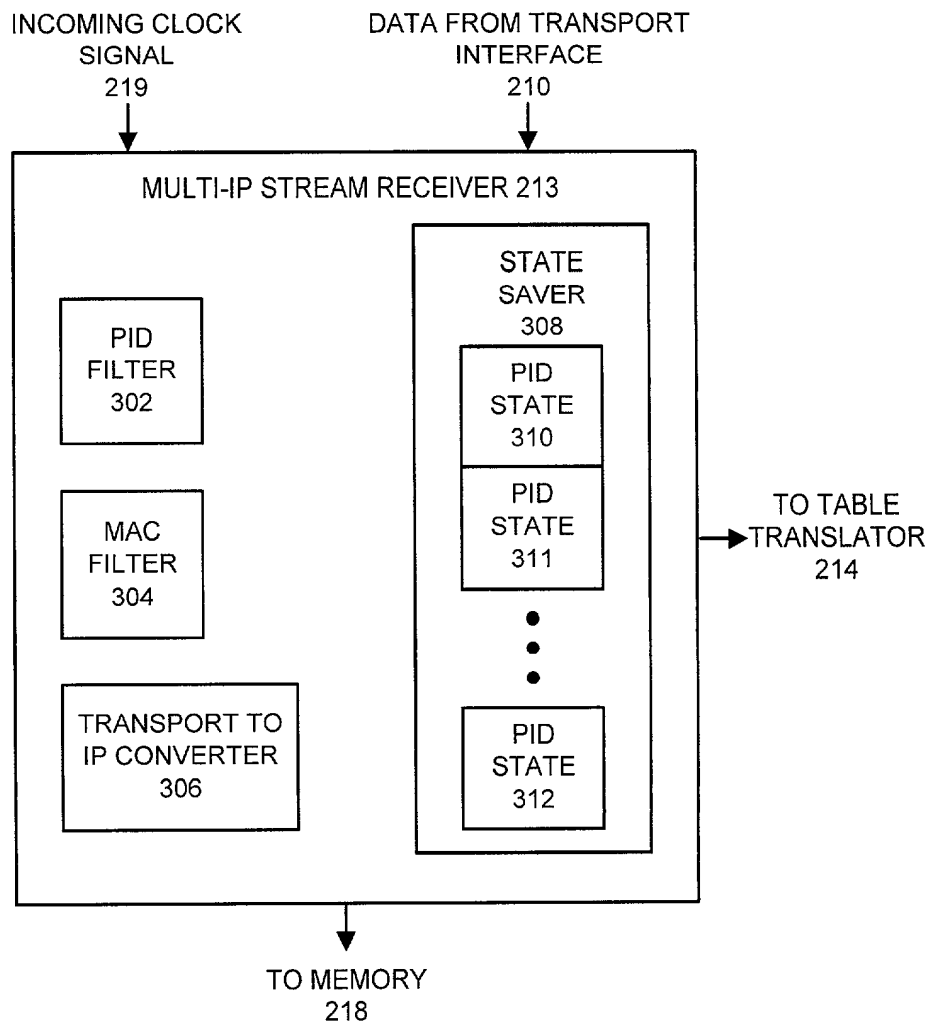 INCOMING CLOCK
SIGNAL
219
DATA FROM TRANSPORT
INTERFACE
210
MULTI-IP STREAM RECEIVER 213
PID
FILTER
302
MAC
FILTER
304
TRANSPORT TO
IP CONVERTER
306
STATE
SAVER
308
PID
STATE
310
PID
STATE
311
PID
STATE
312
TO TABLE
TRANSLATOR
214
TO MEMORY
218